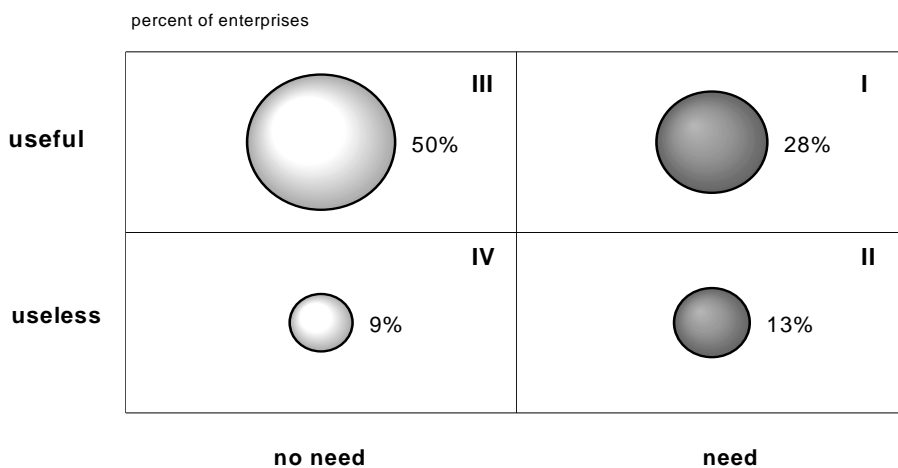 percent of enterprises
III
I
useful
50%
28%
IV
II
useless
9%
13%
no need
need